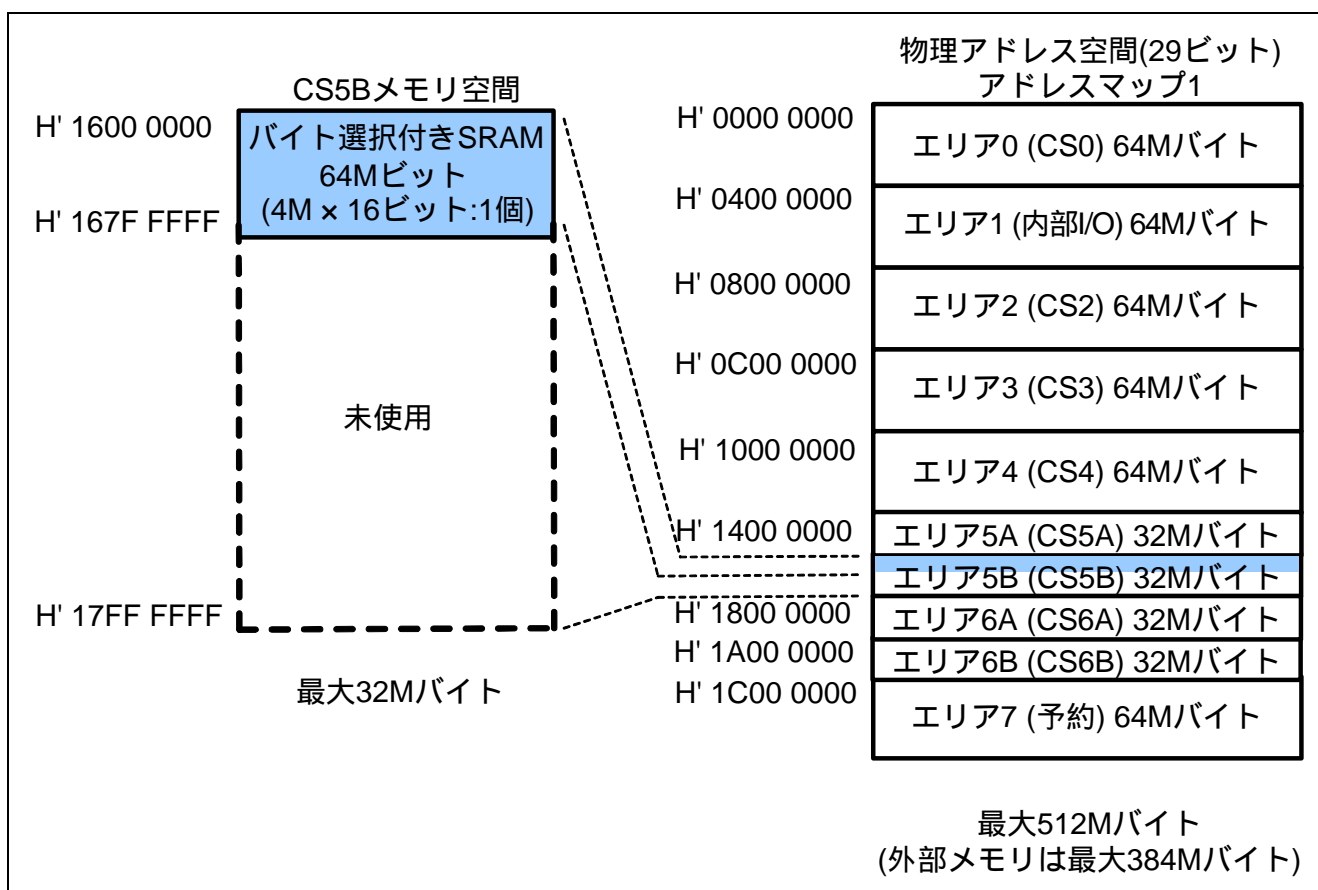 CS5Bメモリ空間
H' 1600 0000
バイト選択付きSRAM
64Mビット
(4M × 16ビット:1個)
H' 167F FFFF
未使用
H' 17FF FFFF
最大32Mバイト
物理アドレス空間(29ビット)
アドレスマップ1
H' 0000 0000
エリア0 (CS0) 64Mバイト
H' 0400 0000
エリア1 (内部I/O) 64Mバイト
H' 0800 0000
エリア2 (CS2) 64Mバイト
H' 0C00 0000
エリア3 (CS3) 64Mバイト
H' 1000 0000
エリア4 (CS4) 64Mバイト
H' 1400 0000
エリア5A (CS5A) 32Mバイト
エリア5B (CS5B) 32Mバイト
H' 1800 0000
エリア6A (CS6A) 32Mバイト
H' 1A00 0000
エリア6B (CS6B) 32Mバイト
H' 1C00 0000
エリア7 (予約) 64Mバイト
最大512Mバイト
(外部メモリは最大384Mバイト)